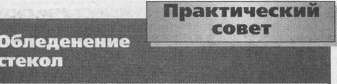 Практический
совет
Обледенение
стекол